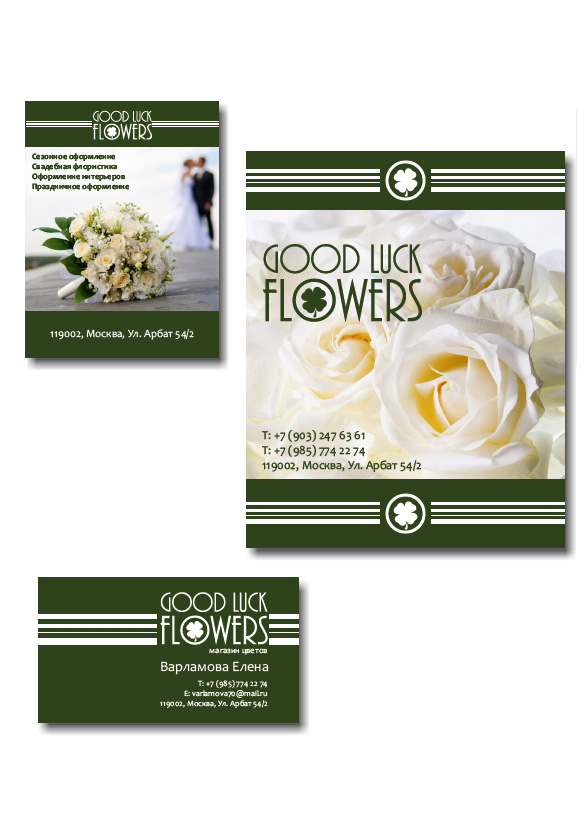 GOOD LUCK
FLOWERS
Сезонное оформление
Свадебная флористика
Оформление интерьеров
Праздничное оформление
119002, Москва, Ул. Арбат 54/2
GOOD LUCK
FLOWERS
Т: +7 (903) 247 63 61
Т: +7 (985) 774 22 74
119002, Москва, Ул. Арбат 54/2
GOOD LUCK
FLOWERS
магазин цветов
Варламова Елена
Т: +7 (985) 774 22 74
E: varlamova70@mail.ru
119002, Москва, Ул. Арбат 54/2